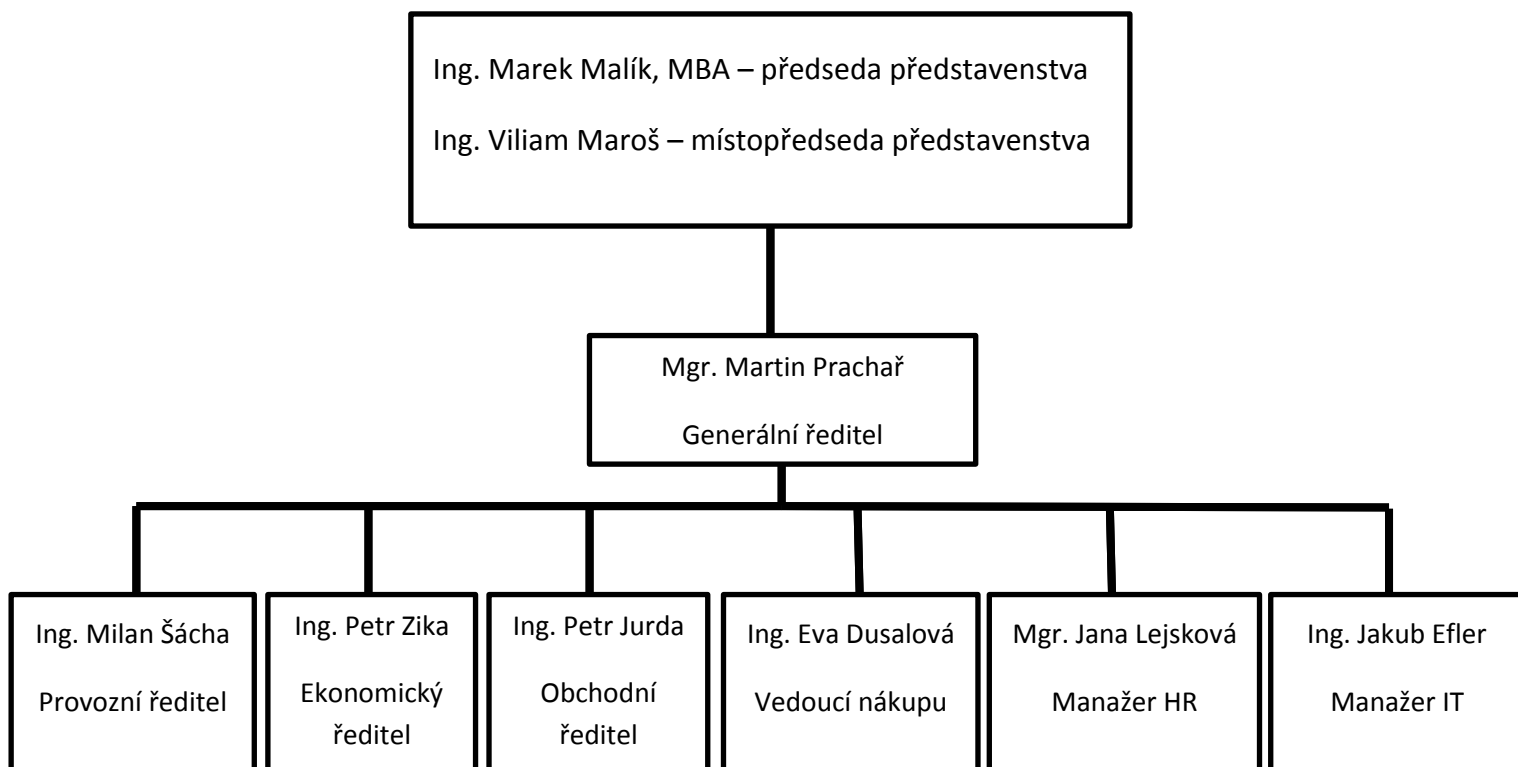 Ing. Marek Malík, MBA – předseda představenstva
Ing. Viliam Maroš – místopředseda představenstva
Mgr. Martin Prachař
Generální ředitel
Ing. Milan Šácha
Provozní ředitel
Ing. Petr Zika
Ekonomický
ředitel
Ing. Petr Jurda
Obchodní
ředitel
Ing. Eva Dusalová
Vedoucí nákupu
Mgr. Jana Lejsková
Manažer HR
Ing. Jakub Efler
Manažer IT